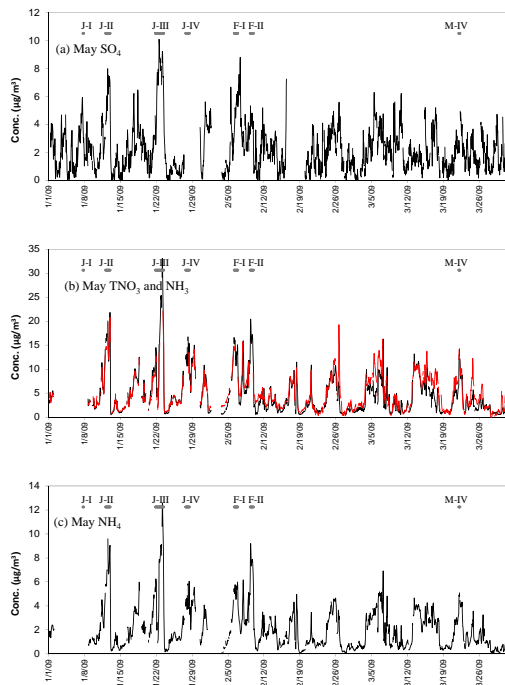 J-I J-II J-III J-IV F-I F-II M-IV
(a) May SO4
Conc. (µg/m³)
12
10
8
6
4
2
0
1/1/09 1/8/09 1/15/09 1/22/09 1/29/09 2/5/09 2/12/09 2/19/09 2/26/09 3/5/09 3/12/09 3/19/09 3/26/09
J-I J-II J-III J-IV F-I F-II M-IV
(b) May TNO3 and NH3
Conc. (µg/m³)
35
30
25
20
15
10
5
0
1/1/09 1/8/09 1/15/09 1/22/09 1/29/09 2/5/09 2/12/09 2/19/09 2/26/09 3/5/09 3/12/09 3/19/09 3/26/09
J-I J-II J-III J-IV F-I F-II M-IV
(c) May NH4
Conc. (µg/m³)
14
12
10
8
6
4
2
0
1/1/09 1/8/09 1/15/09 1/22/09 1/29/09 2/5/09 2/12/09 2/19/09 2/26/09 3/5/09 3/12/09 3/19/09 3/26/09